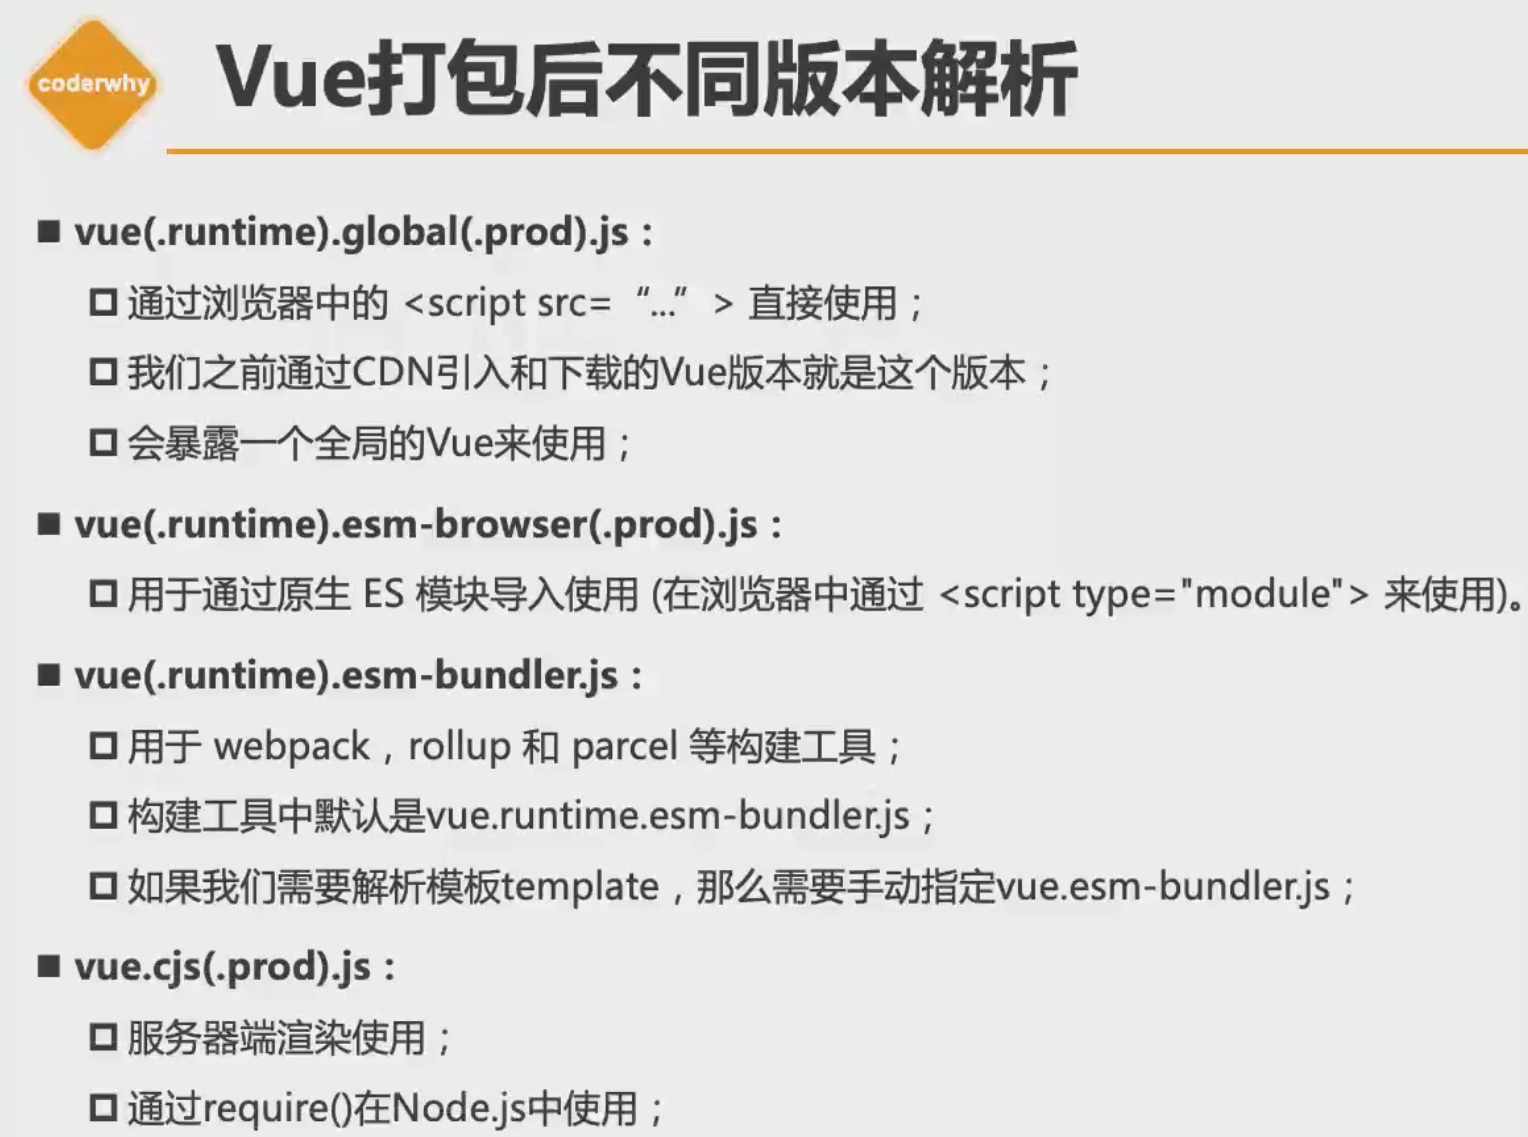 coderwhy
Vue打包后不同版本解析
vue(.runtime).global(.prod).js：
通过浏览器中的 <script src=“...”> 直接使用；
我们之前通过CDN引入和下载的Vue版本就是这个版本；
会暴露一个全局的Vue来使用；
vue(.runtime).esm-browser(.prod).js：
用于通过原生 ES 模块导入使用 (在浏览器中通过 <script type="module"> 来使用)。
vue(.runtime).esm-bundler.js：
用于 webpack，rollup 和 parcel 等构建工具；
构建工具中默认是vue.runtime.esm-bundler.js；
如果我们需要解析模板template，那么需要手动指定vue.esm-bundler.js；
vue.cjs(.prod).js：
服务器端渲染使用；
通过require()在Node.js中使用；